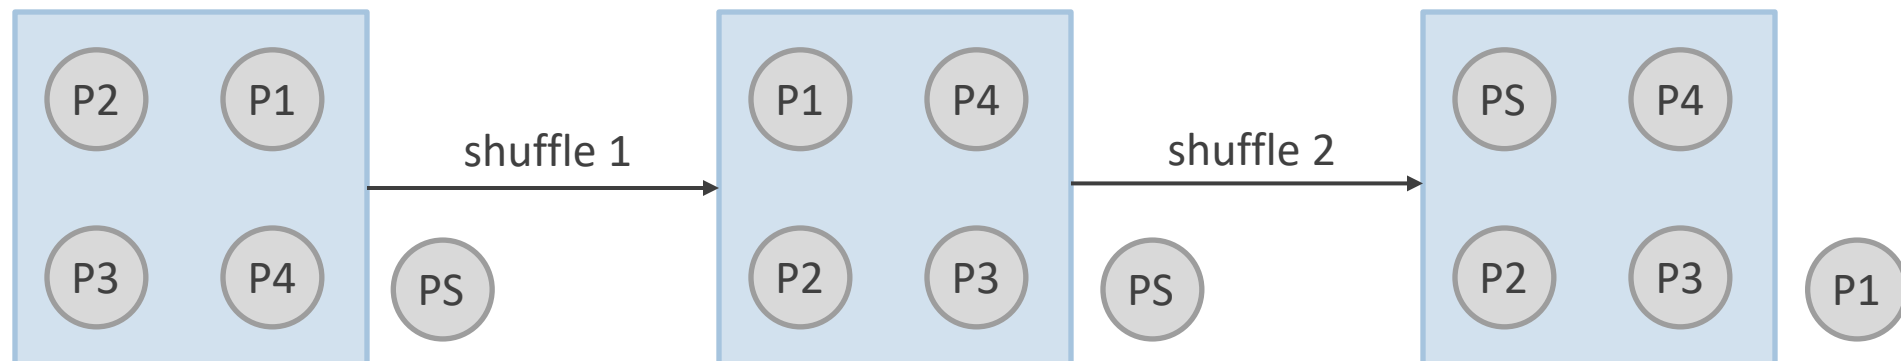 P2 P1
P3 P4
PS
shuffle 1
P1 P4
P2 P3
PS
shuffle 2
PS P4
P2 P3
P1